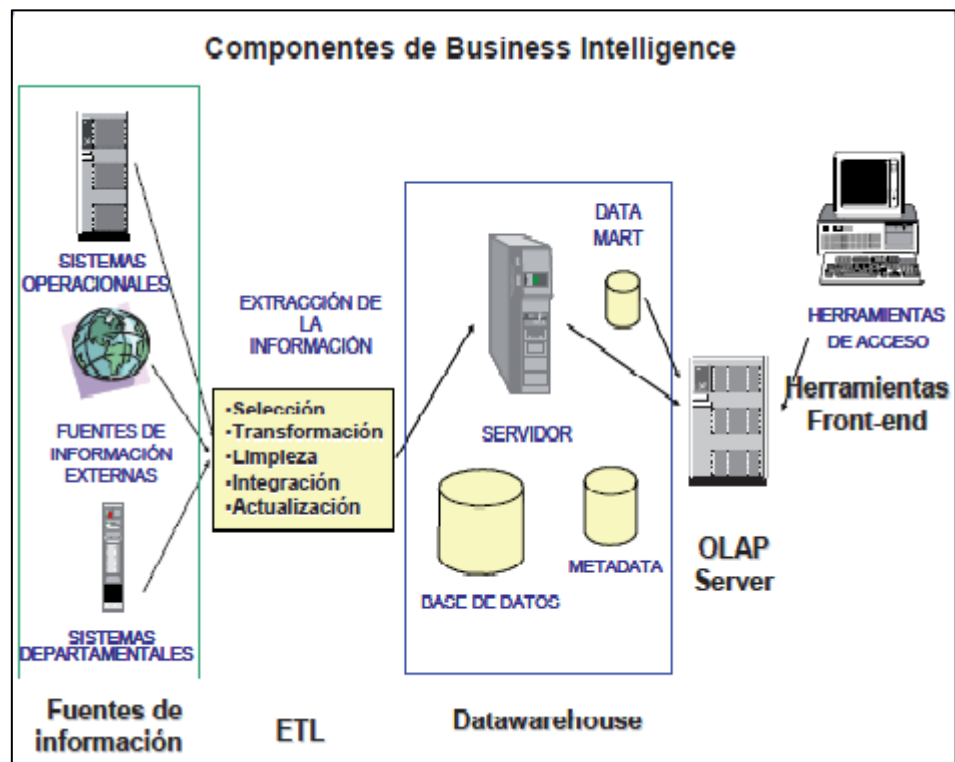 Componentes de Business Intelligence
SISTEMAS
OPERACIONALES
FUENTES DE
INFORMACIÓN
EXTERNAS
SISTEMAS
DEPARTAMENTALES
Fuentes de
información
EXTRACCIÓN DE
LA
INFORMACIÓN
•Selección
•Transformación
•Limpieza
•Integración
•Actualización
ETL
DATA
MART
SERVIDOR
BASE DE DATOS
METADATA
Datawarehouse
OLAP
Server
HERRAMIENTAS
DE ACCESO
Herramientas
Front-end